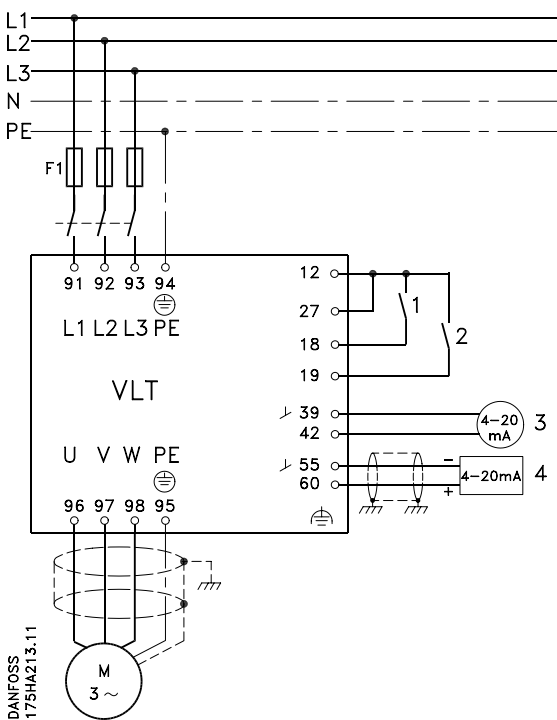 L1
L2
L3
N
PE
F1
91 92 93 94
L1 L2 L3 PE
VLT
U V W PE
96 97 98 95
12
27
18
19
39
42
55
60
1
2
4-20
mA
3
-
4-20mA
+
4
M
3~
DANFOSS
175HA213.11